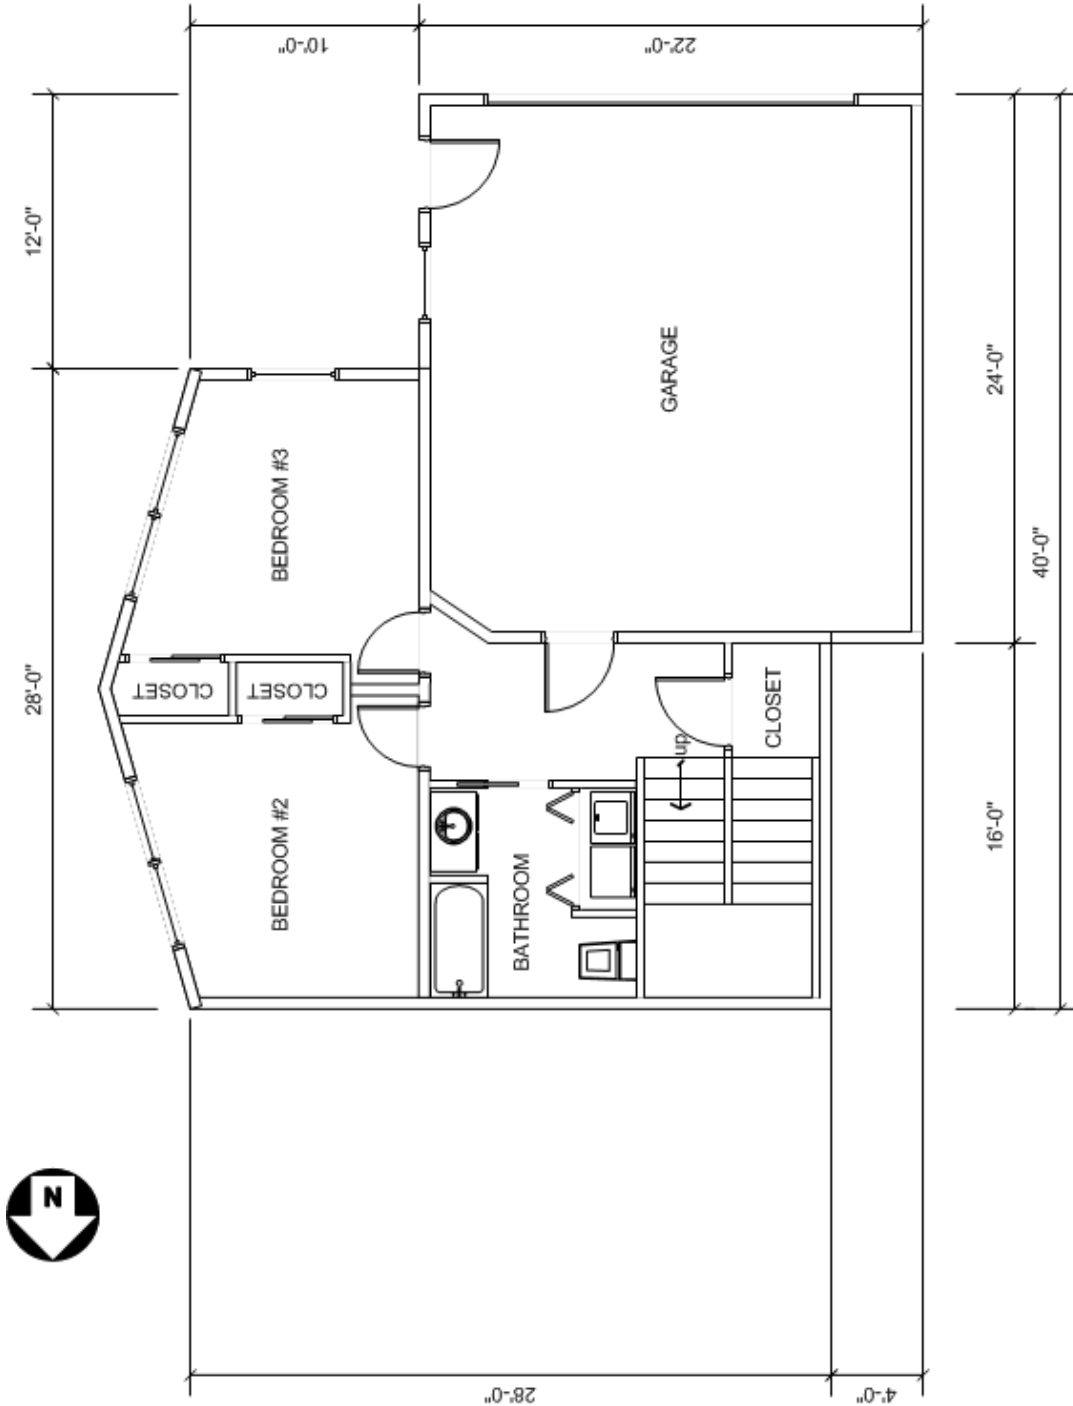 10'-0"
22'-0"
12'-0"
28'-0"
GARAGE
24'-0"
40'-0"
BEDROOM #3
CLOSET
CLOSET
CLOSET
up
BEDROOM #2
BATHROOM
16'-0"
N
28'-0"
4'-0"